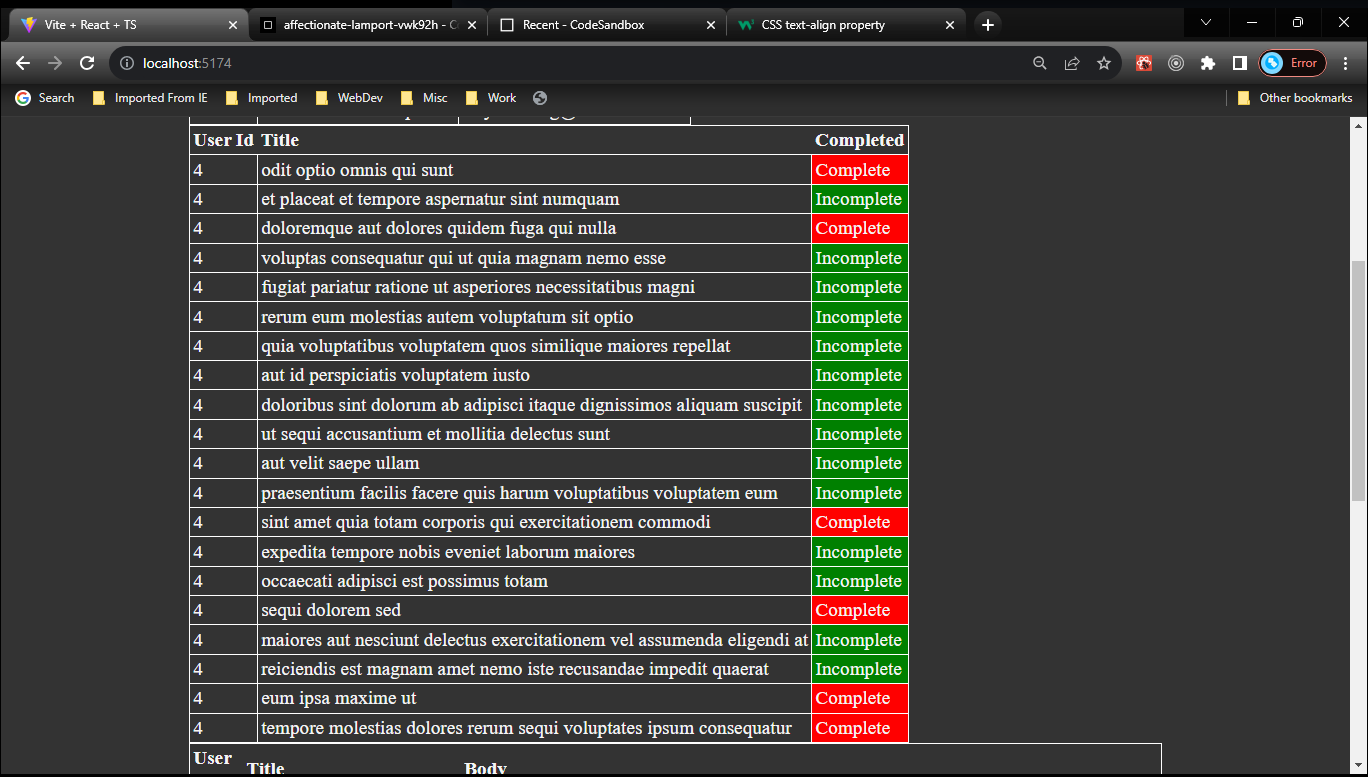 Vite + React + TS
affectionate-lamport-vwk92h - C
Recent - CodeSandbox
CSS text-align property
localhost:5174
Error
Search Imported From IE Imported WebDev Misc Work Other bookmarks
User Id Title Completed
4 odit optio omnis qui sunt Complete
4 et placeat et tempore aspernatur sint numquam Incomplete
4 doloremque aut dolores quidem fuga qui nulla Complete
4 voluptas consequatur qui ut quia magnam nemo esse Incomplete
4 fugiat pariatur ratione ut asperiores necessitatibus magni Incomplete
4 rerum eum molestias autem voluptatum sit optio Incomplete
4 quia voluptatibus voluptatem quos similique maiores repellat Incomplete
4 aut id perspiciatis voluptatem iusto Incomplete
4 doloribus sint dolorum ab adipisci itaque dignissimos aliquam suscipit Incomplete
4 ut sequi accusantium et mollitia delectus sunt Incomplete
4 aut velit saepe ullam Incomplete
4 praesentium facilis facere quis harum voluptatibus voluptatem eum Incomplete
4 sint amet quia totam corporis qui exercitationem commodi Complete
4 expedita tempore nobis eveniet laborum maiores Incomplete
4 occaecati adipisci est possimus totam Incomplete
4 sequi dolorem sed Complete
4 maiores aut nesciunt delectus exercitationem vel assumenda eligendi at Incomplete
4 reiciendis est magnam amet nemo iste recusandae impedit quaerat Incomplete
4 eum ipsa maxime ut Complete
4 tempore molestias dolores rerum sequi voluptates ipsum consequatur Complete
User
Title Body